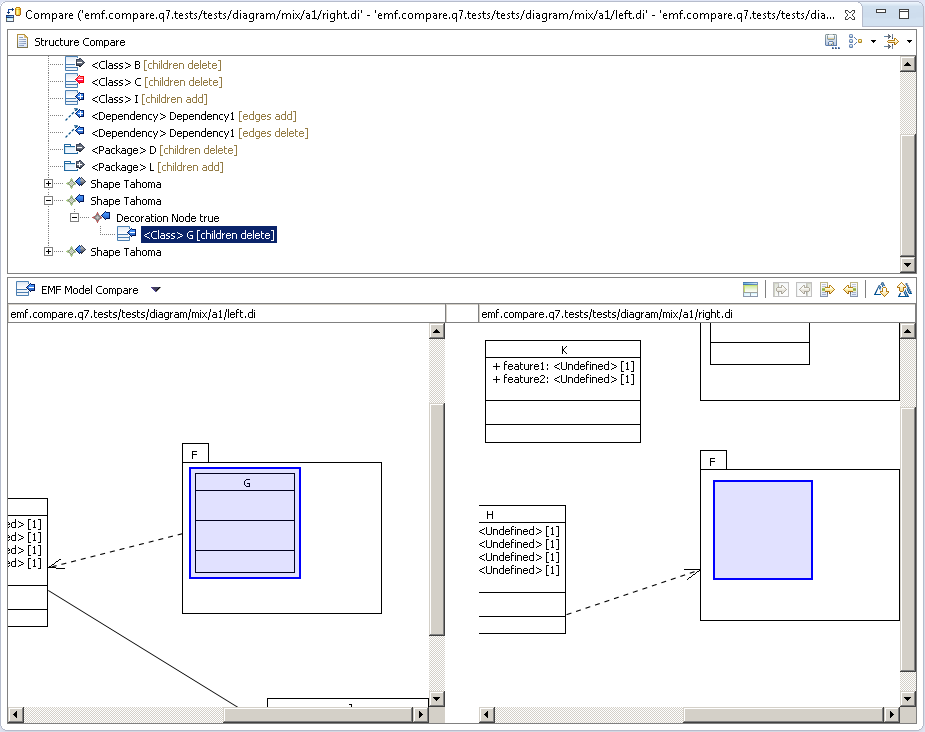 Compare ('emf.compare.q7.tests/tests/diagram/mix/a1/right.di' - 'emf.compare.q7.tests/tests/diagram/mix/a1/left.di' - 'emf.compare.q7.tests/tests/dia...
Structure Compare
<Class> B [children delete]
<Class> C [children delete]
<Class> I [children add]
<Dependency> Dependency1 [edges add]
<Dependency> Dependency1 [edges delete]
<Package> D [children delete]
<Package> L [children add]
Shape Tahoma
Shape Tahoma
Decoration Node true
<Class> G [children delete]
Shape Tahoma
EMF Model Compare
emf.compare.q7.tests/tests/diagram/mix/a1/left.di
emf.compare.q7.tests/tests/diagram/mix/a1/right.di
F
G
ed> [1]
ed> [1]
ed> [1]
ed> [1]
K
+ feature1: <Undefined> [1]
+ feature2: <Undefined> [1]
F
H
<Undefined> [1]
<Undefined> [1]
<Undefined> [1]
<Undefined> [1]